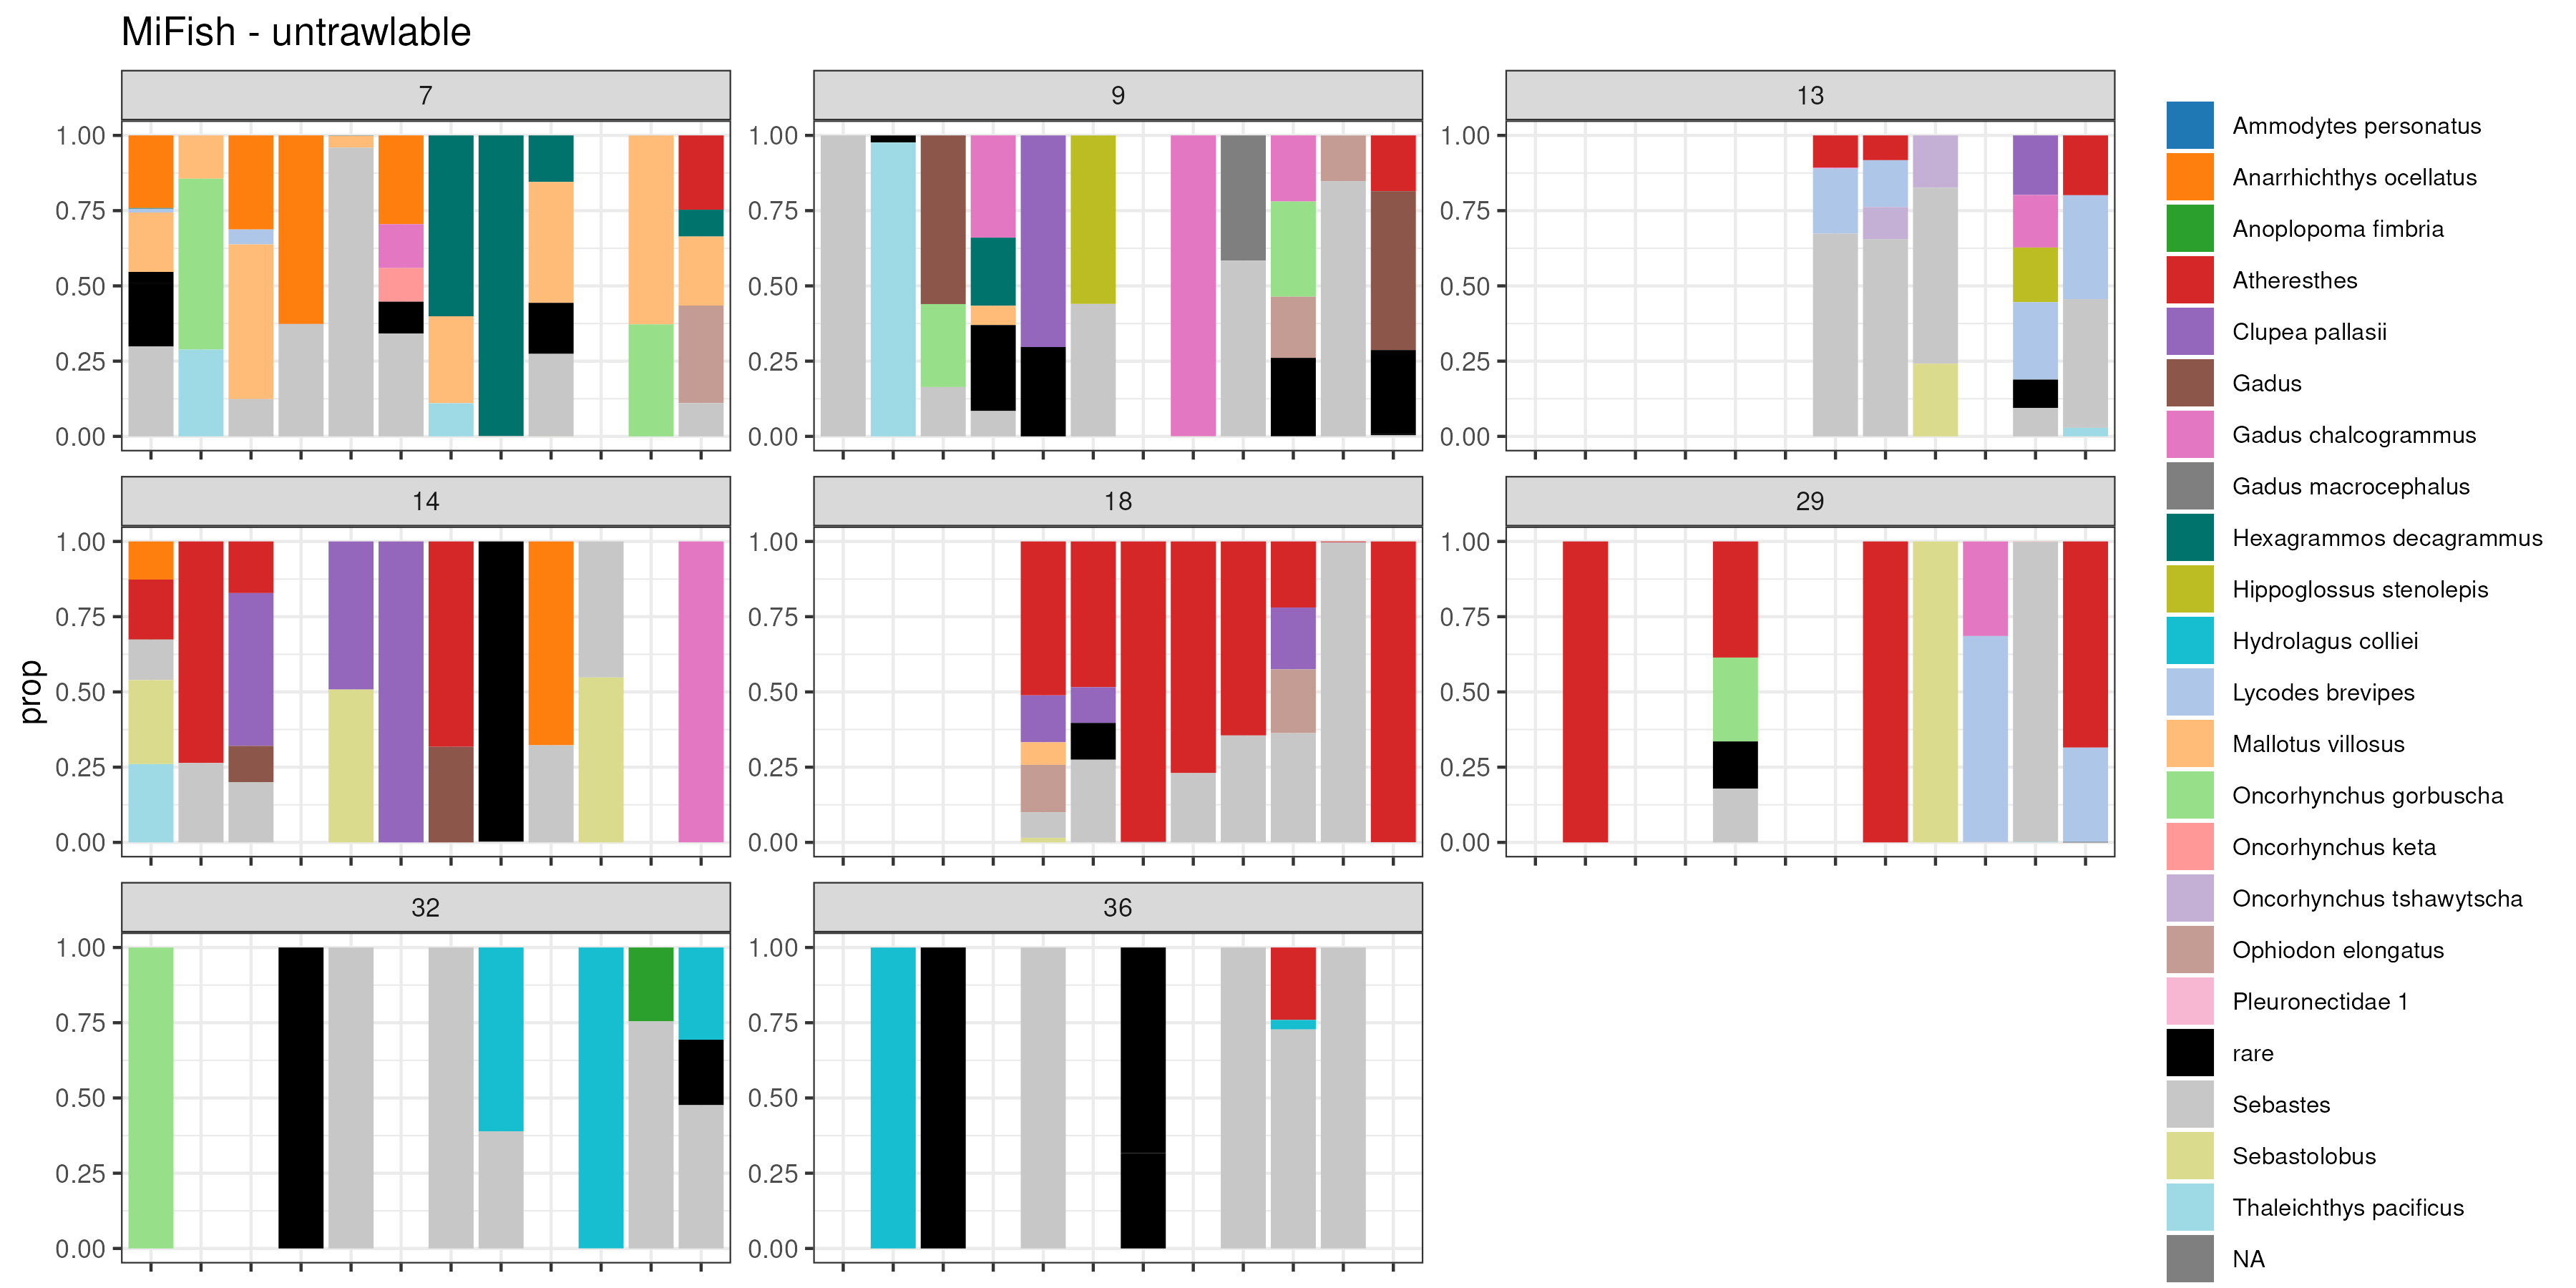 MiFish - untrawlable
7
9
13
1.00
0.75
0.50
0.25
0.00
1.00
0.75
0.50
0.25
0.00
1.00
0.75
0.50
0.25
0.00
14
18
29
1.00
0.75
0.50
0.25
0.00
1.00
0.75
0.50
0.25
0.00
1.00
0.75
0.50
0.25
0.00
prop
32
36
1.00
0.75
0.50
0.25
0.00
1.00
0.75
0.50
0.25
0.00
Ammodytes personatus
Anarrhichthys ocellatus
Anoplopoma fimbria
Atheresthes
Clupea pallasii
Gadus
Gadus chalcogrammus
Gadus macrocephalus
Hexagrammos decagrammus
Hippoglossus stenolepis
Hydrolagus colliei
Lycodes brevipes
Mallotus villosus
Oncorhynchus gorbuscha
Oncorhynchus keta
Oncorhynchus tshawytscha
Ophiodon elongatus
Pleuronectidae 1
rare
Sebastes
Sebastolobus
Thaleichthys pacificus
NA